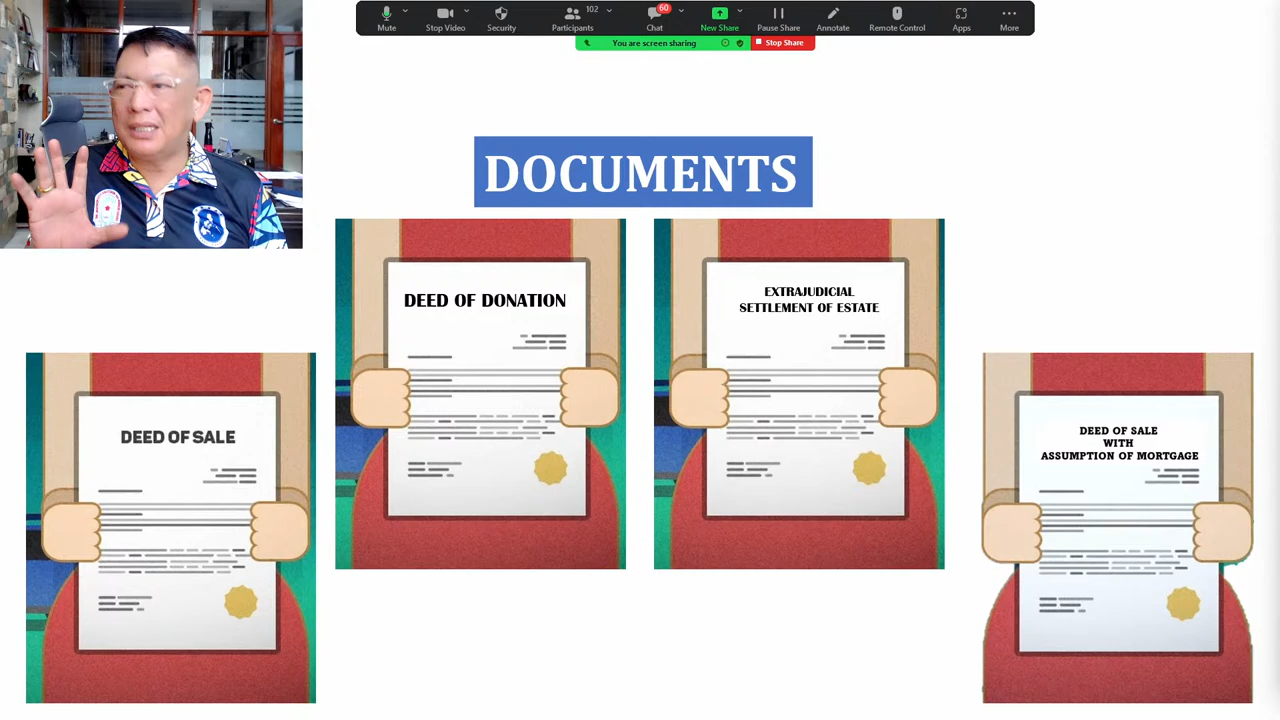 102
60
Mute
Stop Video
Security
Participants
Chat
New Share
Pause Share
Annotate
Remote Control
Apps
More
You are screen sharing
Stop Share
DOCUMENTS
DEED OF DONATION
EXTRAJUDICIAL
SETTLEMENT OF ESTATE
DEED OF SALE
DEED OF SALE
WITH
ASSUMPTION OF MORTGAGE